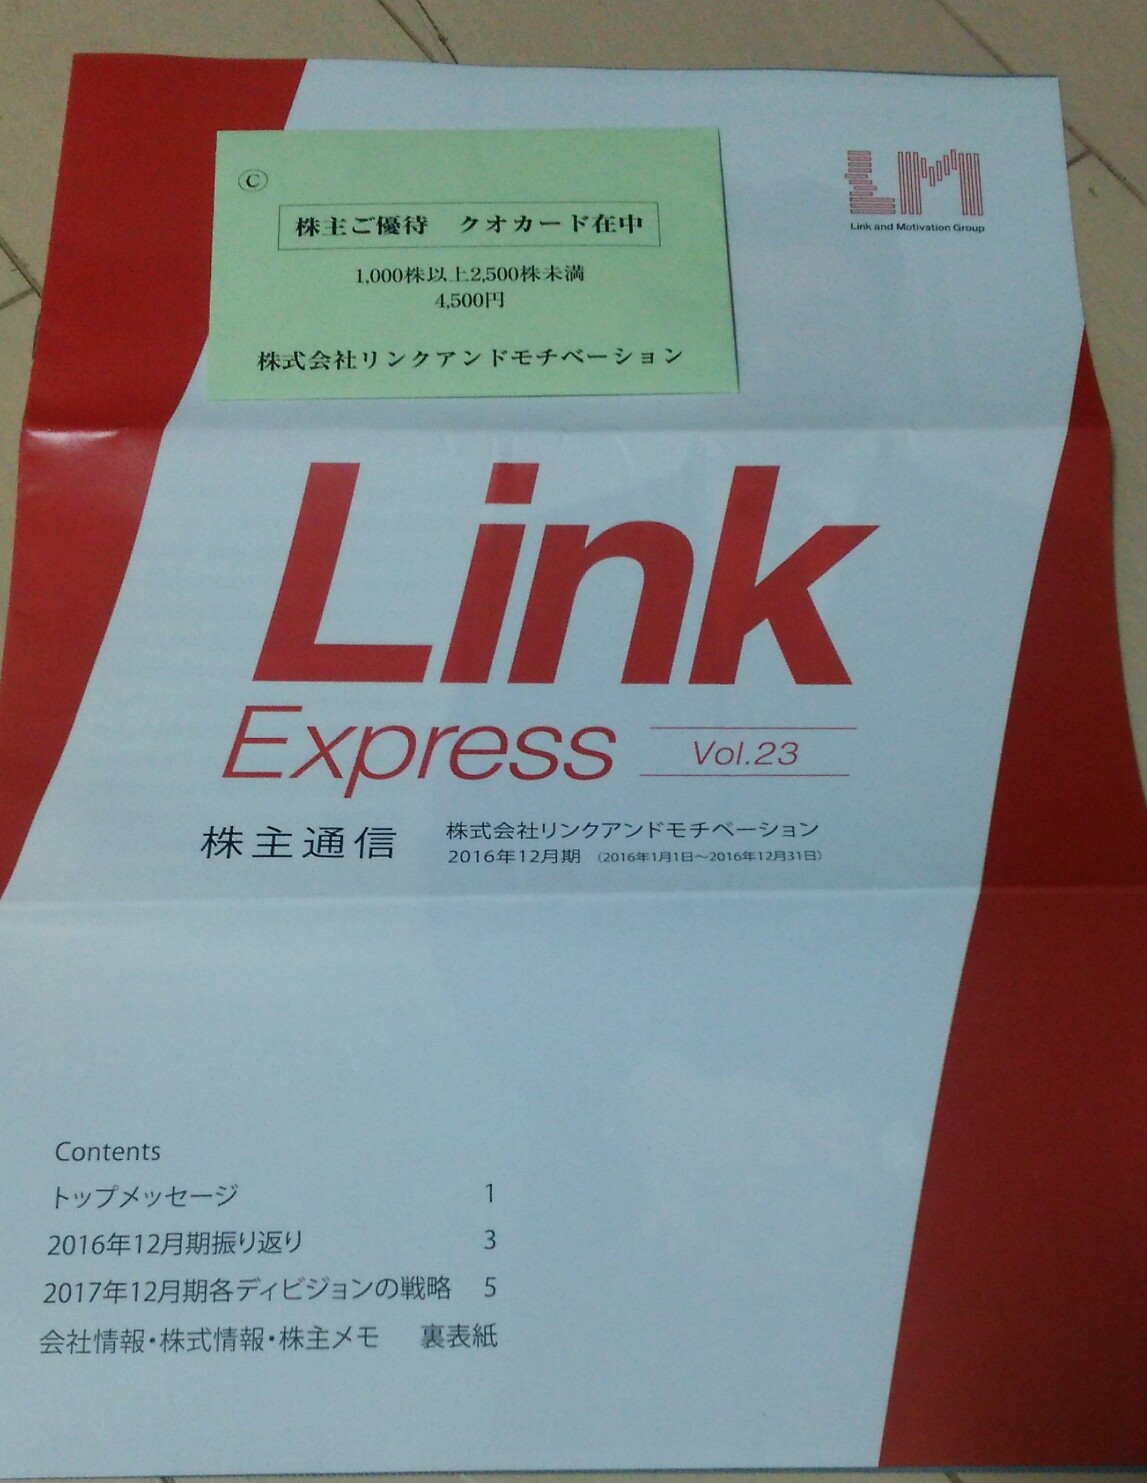 Ⓒ
株主ご優待 クオカード在中
1,000株以上2,500株未満
4,500円
株式会社リンクアンドモチベーション
LM
Link and Motivation Group
Link
Express Vol.23
株主通信
株式会社リンクアンドモチベーション
2016年12月期 (2016年1月1日～2016年12月31日)
Contents
トップメッセージ 1
2016年12月期振り返り 3
2017年12月期各ディビジョンの戦略 5
会社情報・株式情報・株主メモ 裏表紙